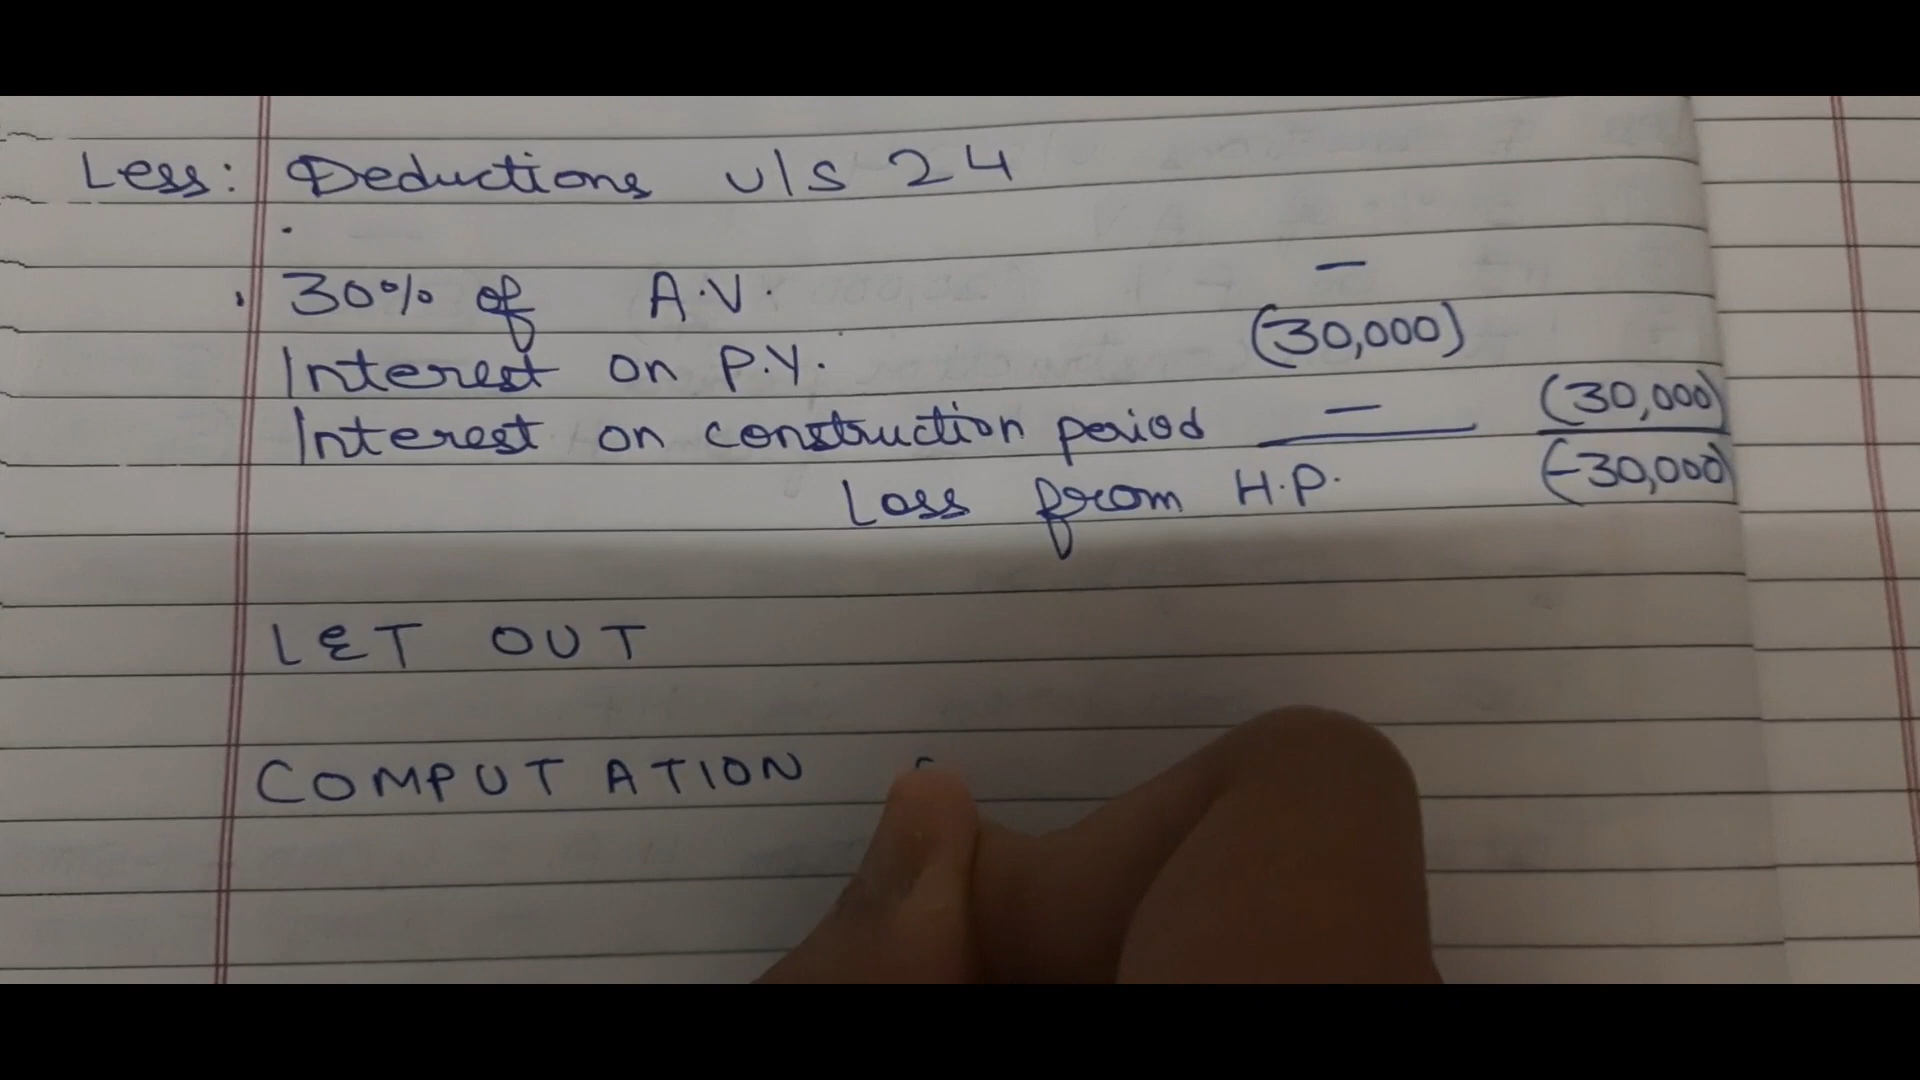 Less: Deductions u/s 24
30% of A.V. —
Interest on P.Y. (30,000)
Interest on construction period — (30,000)
Loss from H.P. (-30,000)
LET OUT
COMPUTATION